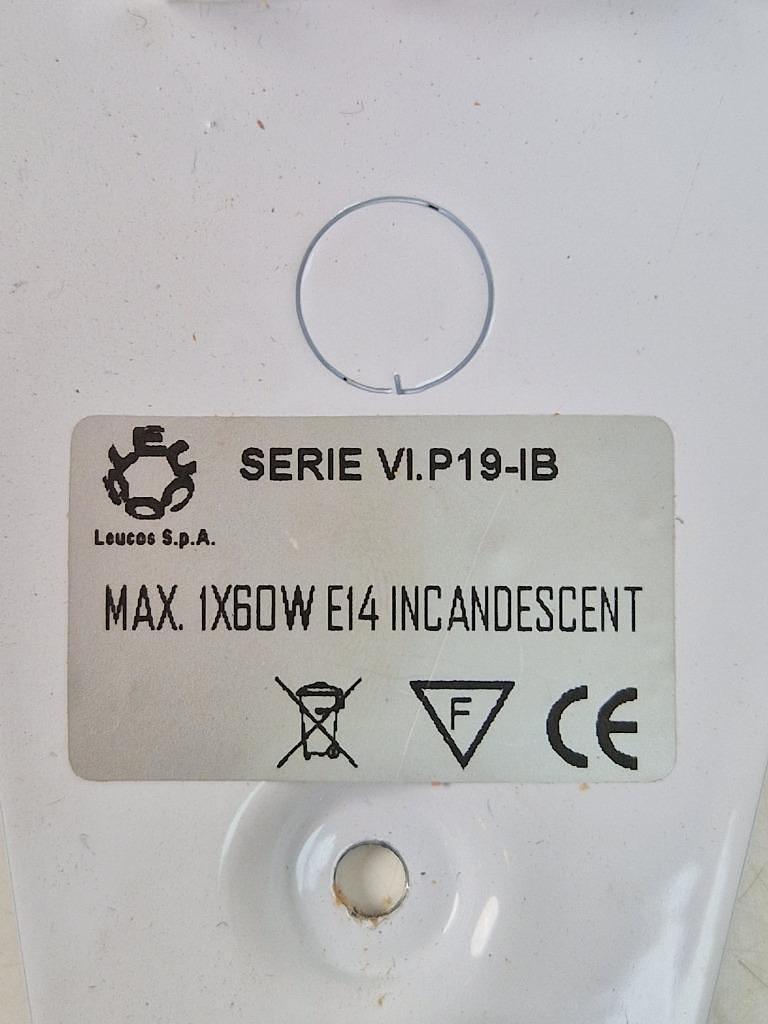 SERIE VI.P19-IB
Leucos S.p.A.
MAX. 1X60W E14 INCANDESCENT
F
CE